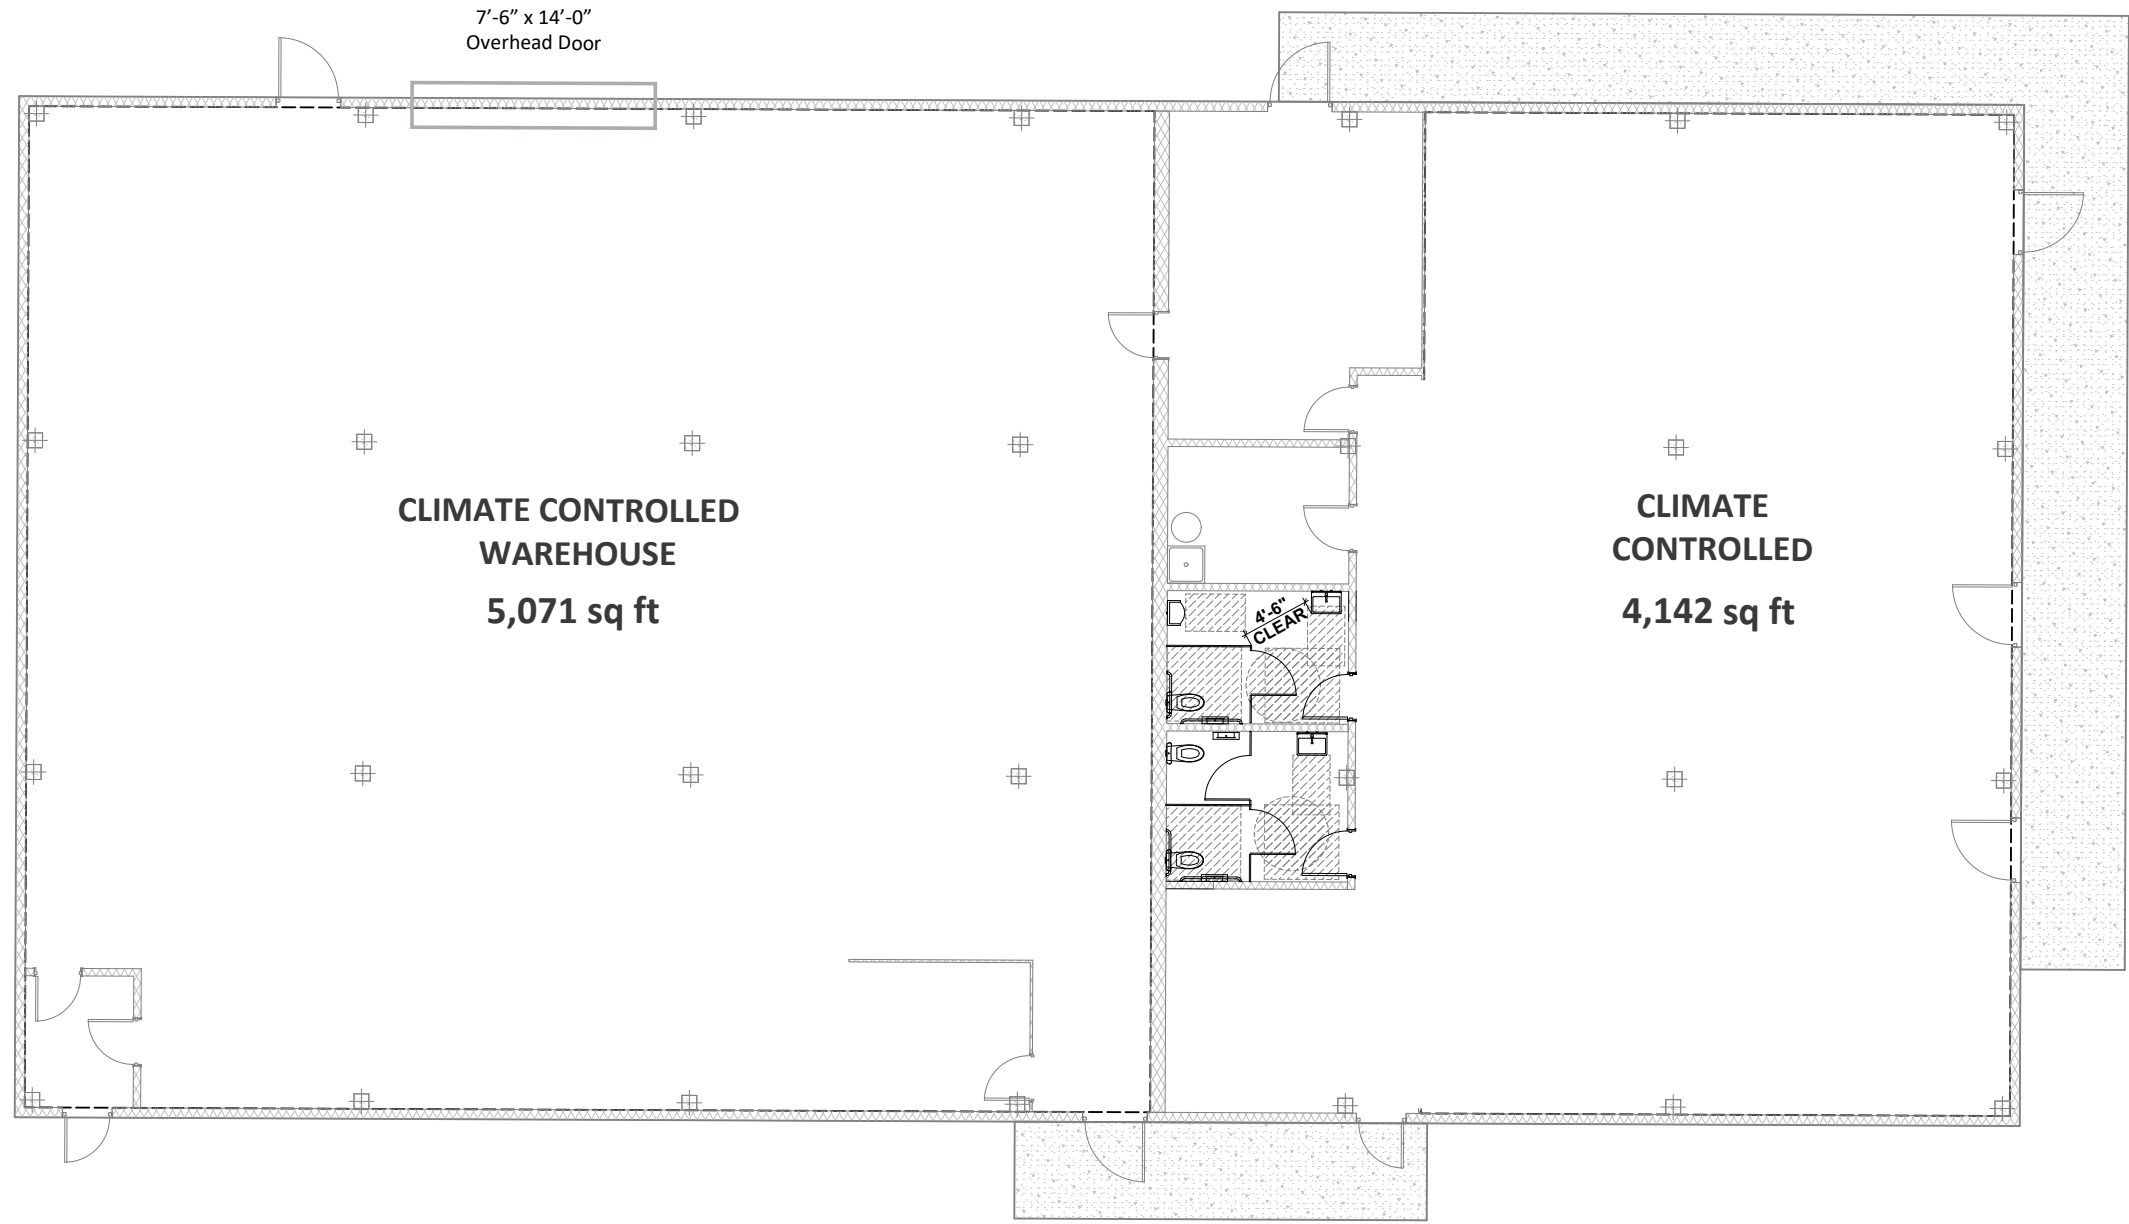 7’-6” x 14’-0”
Overhead Door
CLIMATE CONTROLLED
WAREHOUSE
5,071 sq ft
CLIMATE
CONTROLLED
4,142 sq ft
4'-6"
CLEAR